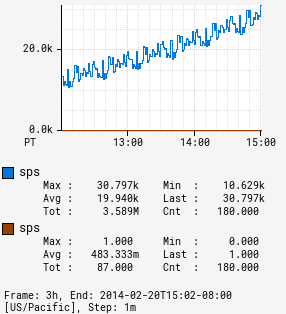 20.0k
0.0k
PT 13:00 14:00 15:00
sps
Max : 30.797k Min : 10.629k
Avg : 19.940k Last : 30.797k
Tot : 3.589M Cnt : 180.000
sps
Max : 1.000 Min : 0.000
Avg : 483.333m Last : 1.000
Tot : 87.000 Cnt : 180.000
Frame: 3h, End: 2014-02-20T15:02-08:00
[US/Pacific], Step: 1m